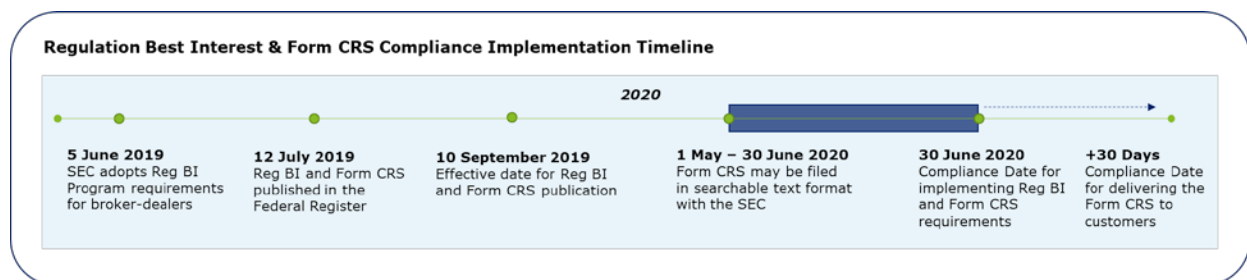 Regulation Best Interest & Form CRS Compliance Implementation Timeline
2020
5 June 2019
SEC adopts Reg BI
Program requirements
for broker-dealers
12 July 2019
Reg BI and Form CRS
published in the
Federal Register
10 September 2019
Effective date for Reg BI
and Form CRS publication
1 May – 30 June 2020
Form CRS may be filed
in searchable text format
with the SEC
30 June 2020
Compliance Date for
implementing Reg BI
and Form CRS
requirements
+30 Days
Compliance Date
for delivering the
Form CRS to
customers